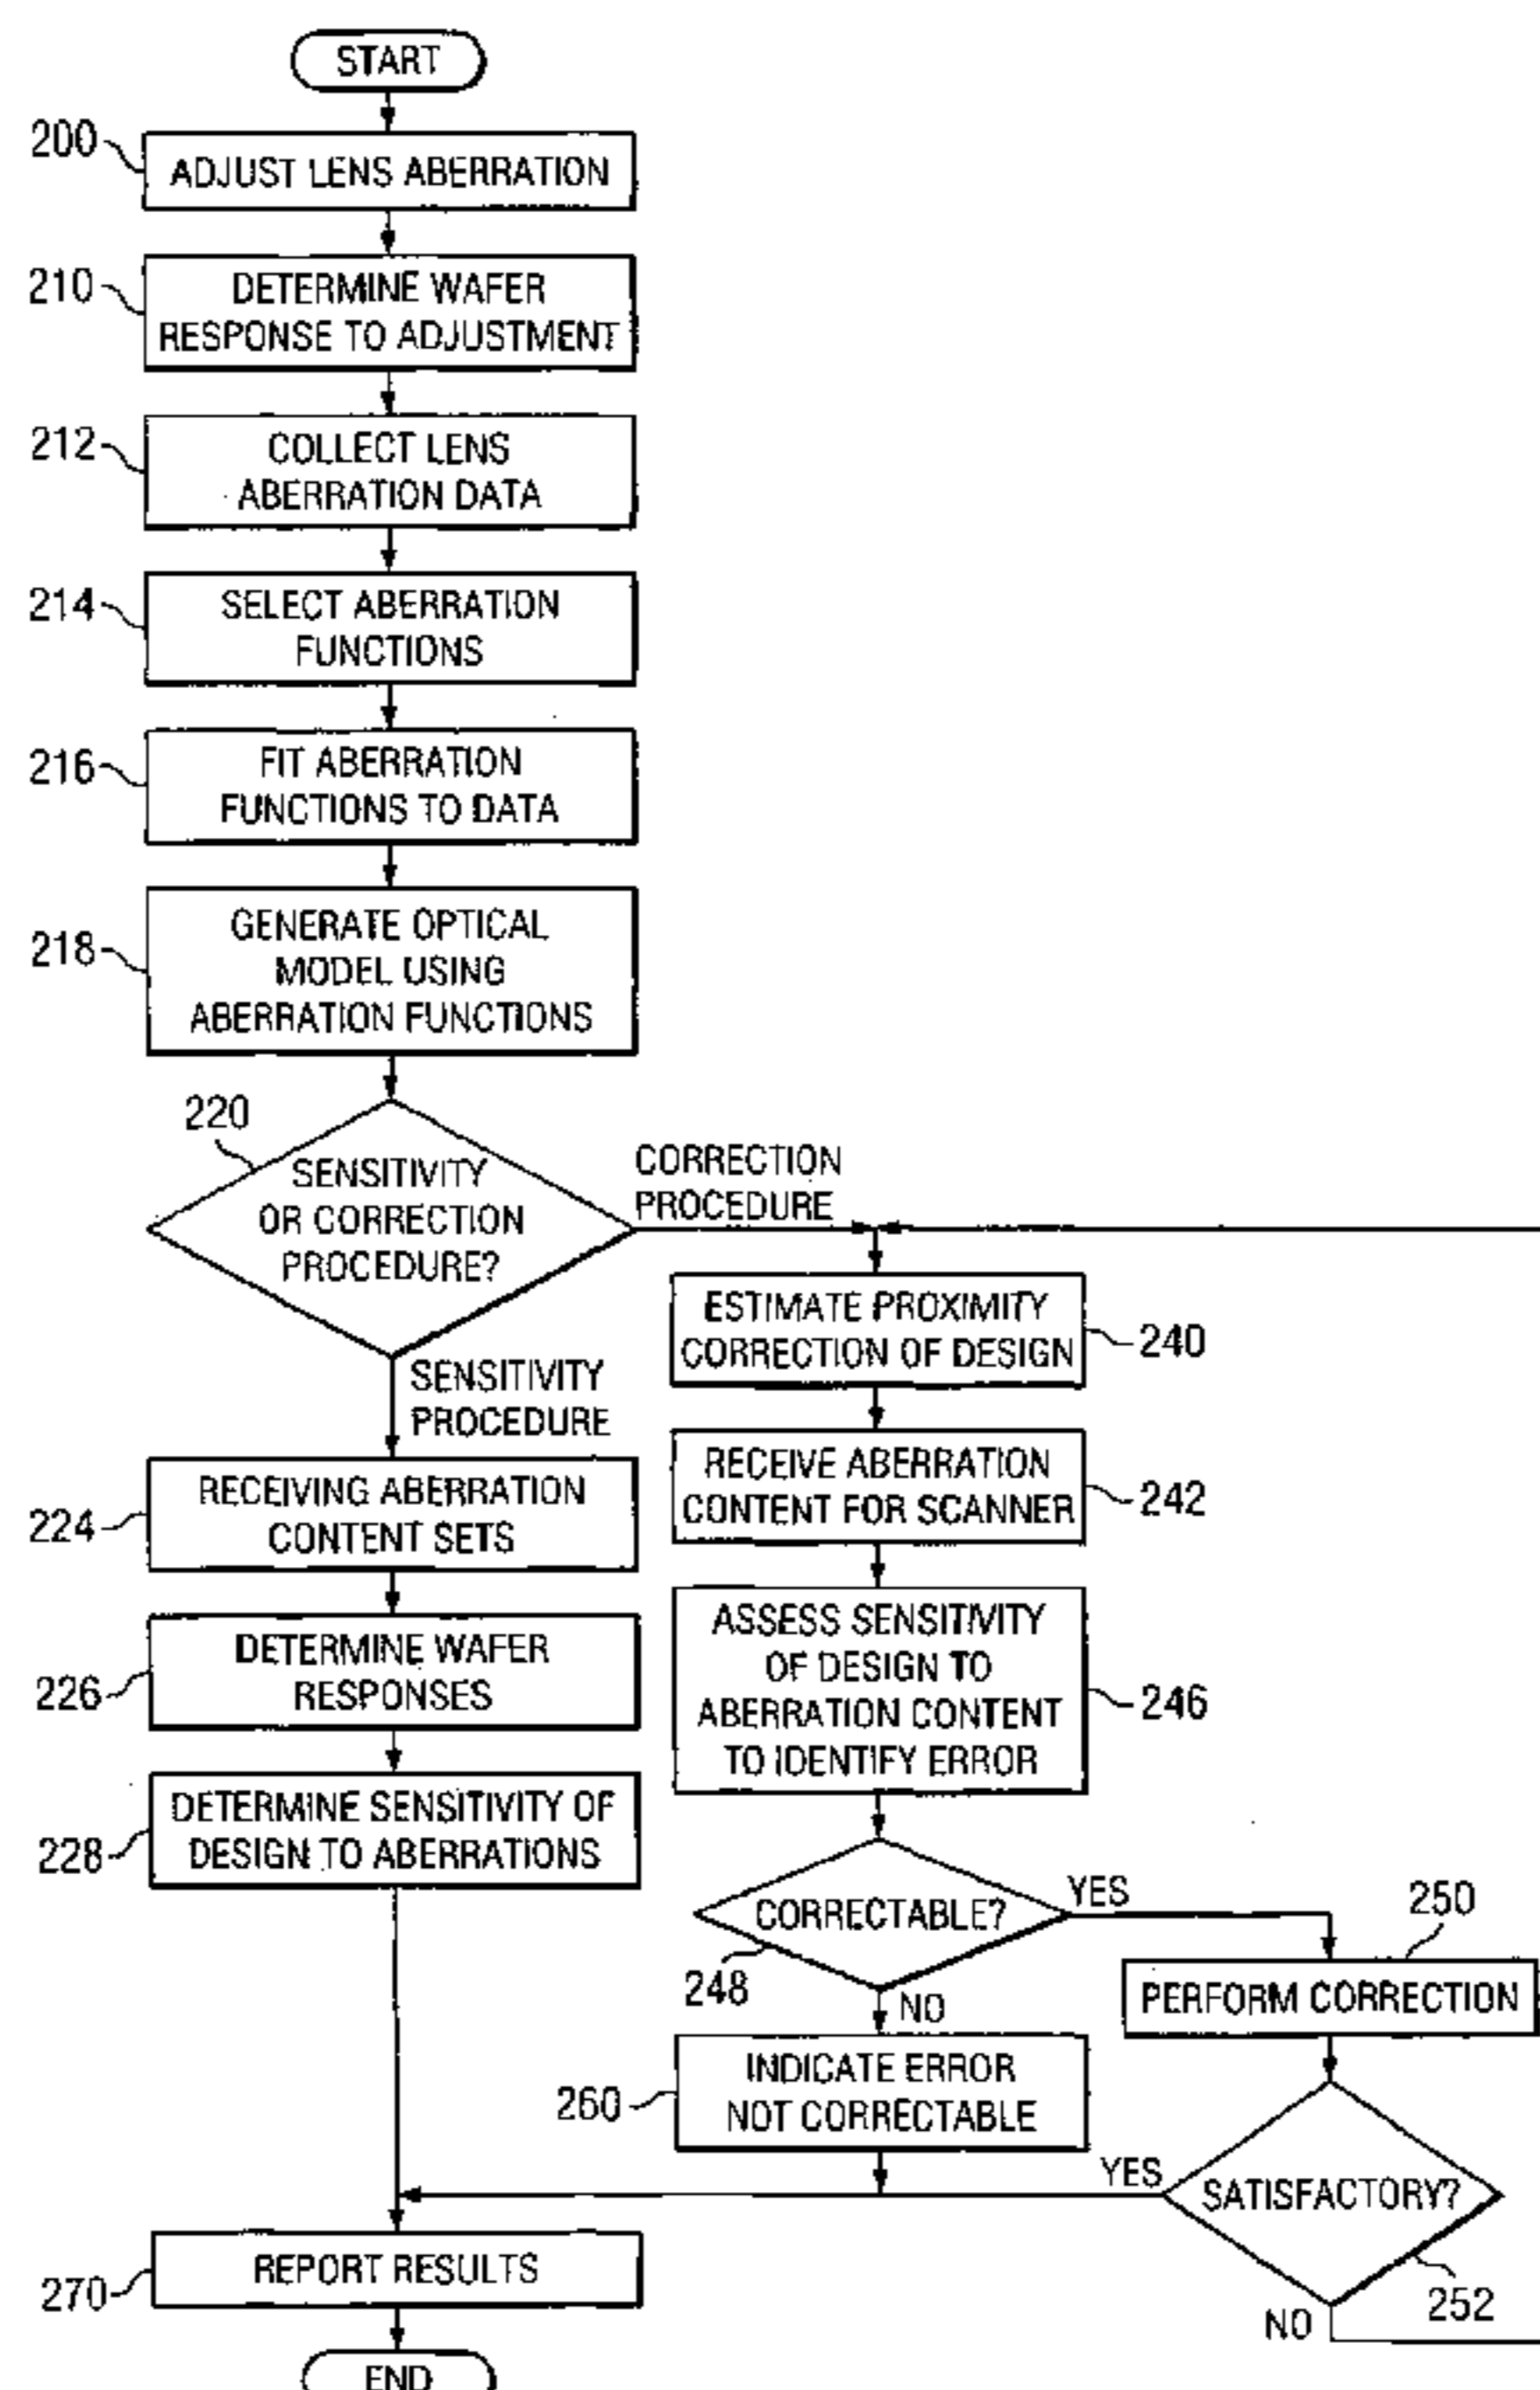 START
200
ADJUST LENS ABERRATION
210
DETERMINE WAFER
RESPONSE TO ADJUSTMENT
212
COLLECT LENS
ABERRATION DATA
214
SELECT ABERRATION
FUNCTIONS
216
FIT ABERRATION
FUNCTIONS TO DATA
218
GENERATE OPTICAL
MODEL USING
ABERRATION FUNCTIONS
220
SENSITIVITY
OR CORRECTION
PROCEDURE?
CORRECTION
PROCEDURE
SENSITIVITY
PROCEDURE
224
RECEIVING ABERRATION
CONTENT SETS
226
DETERMINE WAFER
RESPONSES
228
DETERMINE SENSITIVITY OF
DESIGN TO ABERRATIONS
ESTIMATE PROXIMITY
CORRECTION OF DESIGN
240
RECEIVE ABERRATION
CONTENT FOR SCANNER
242
ASSESS SENSITIVITY
OF DESIGN TO
ABERRATION CONTENT
TO IDENTIFY ERROR
246
CORRECTABLE?
248
YES
NO
250
PERFORM CORRECTION
260
INDICATE ERROR
NOT CORRECTABLE
YES
SATISFACTORY?
252
NO
270
REPORT RESULTS
END